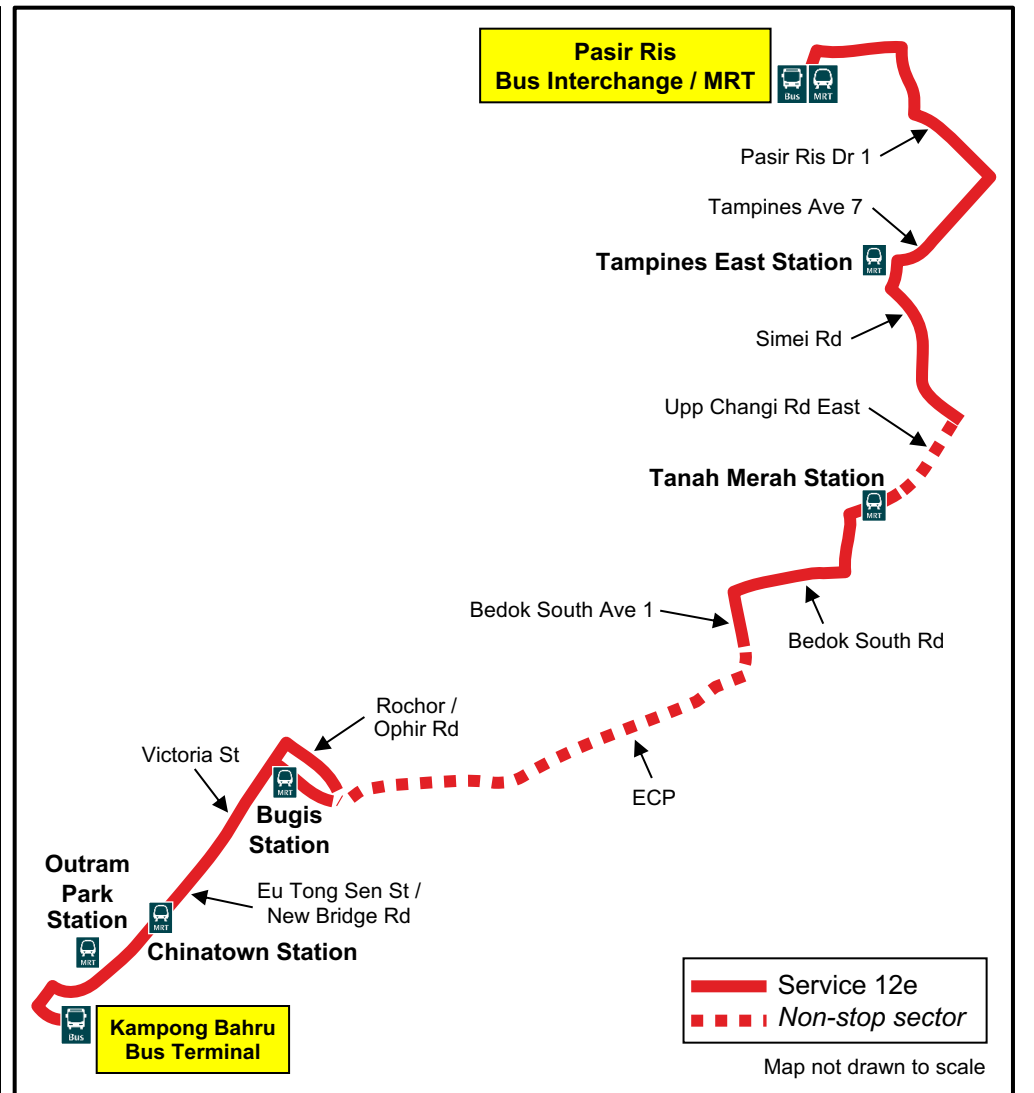 Pasir Ris
Bus Interchange / MRT
Bus
MRT
Pasir Ris Dr 1
Tampines Ave 7
Tampines East Station
MRT
Simei Rd
Upp Changi Rd East
Tanah Merah Station
MRT
Bedok South Ave 1
Bedok South Rd
Rochor /
Ophir Rd
Victoria St
ECP
MRT
Bugis
Station
Outram
Park
Station
MRT
Eu Tong Sen St /
New Bridge Rd
MRT
Chinatown Station
Bus
Kampong Bahru
Bus Terminal
Service 12e
Non-stop sector
Map not drawn to scale